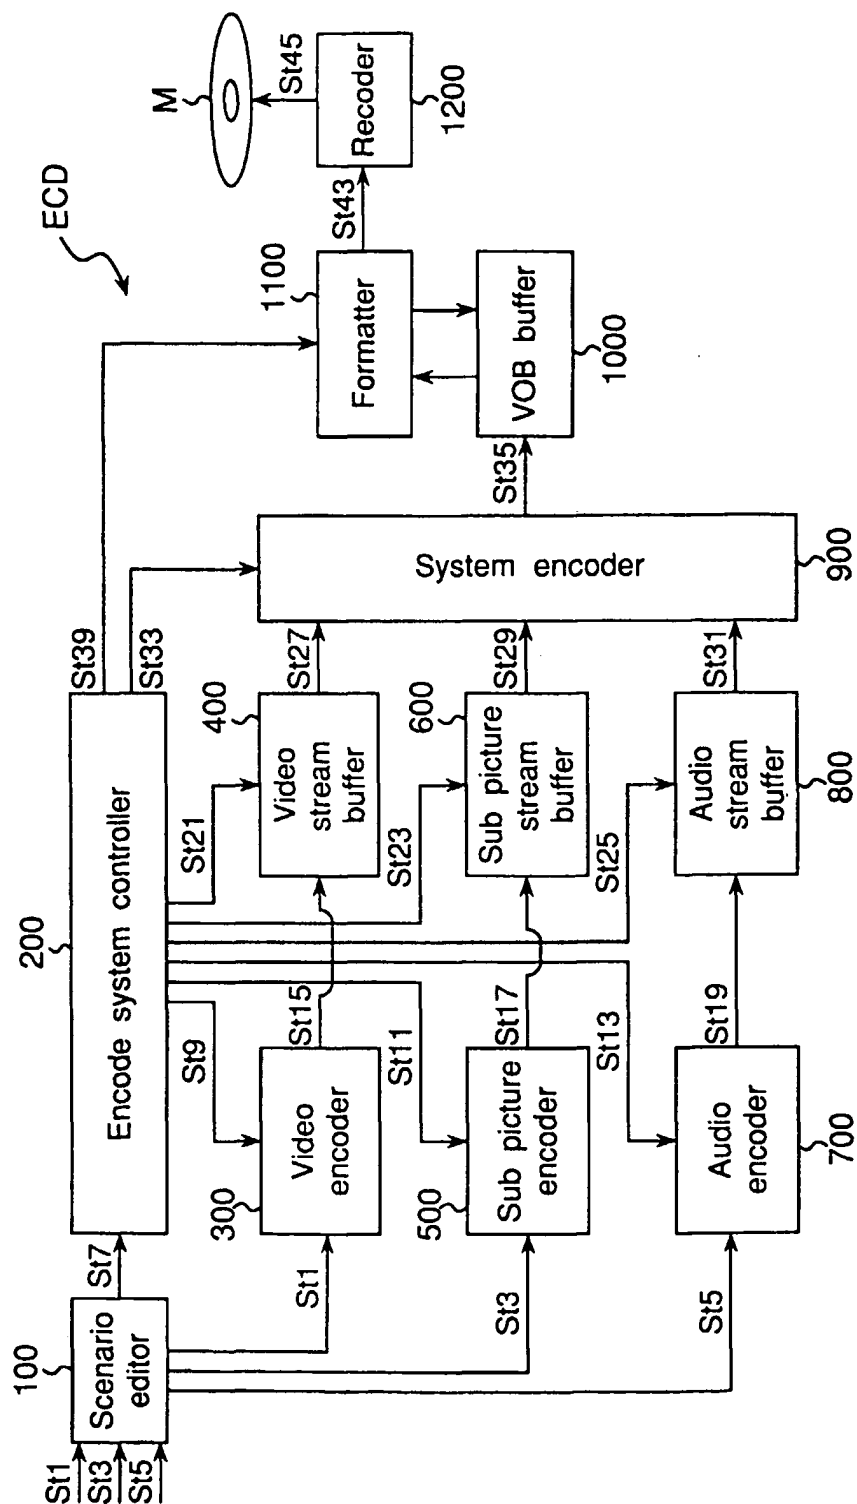 ECD
100
Scenario
editor
St1
St3
St5
St7
200
Encode system controller
St39
St33
St9
St21
St1
300
Video
encoder
St15
400
Video
stream
buffer
St27
St11
St23
St3
500
Sub picture
encoder
St17
600
Sub picture
stream
buffer
St29
St13
St25
St5
700
Audio
encoder
St19
800
Audio
stream
buffer
St31
System encoder
900
St35
VOB buffer
1000
Formatter
1100
St43
Recoder
1200
St45
M